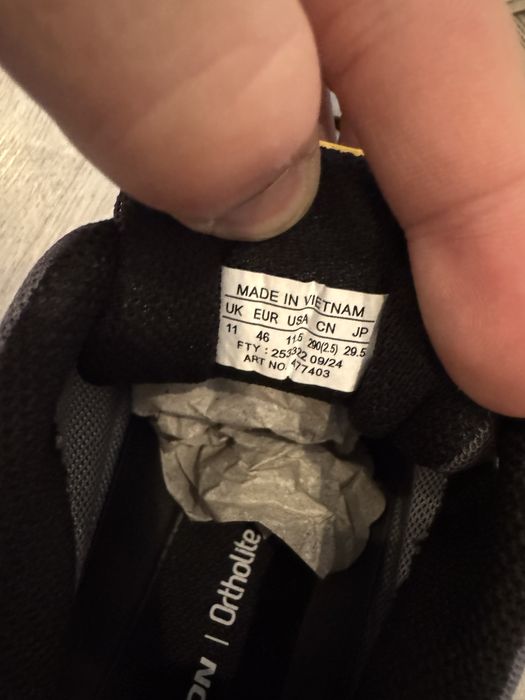 MADE IN VIETNAM
UK EUR USA CN JP
11 46 11.5 290(2.5) 29.5
FTY : 253322 09/24
ART NO. 477403
ON | Ortholite